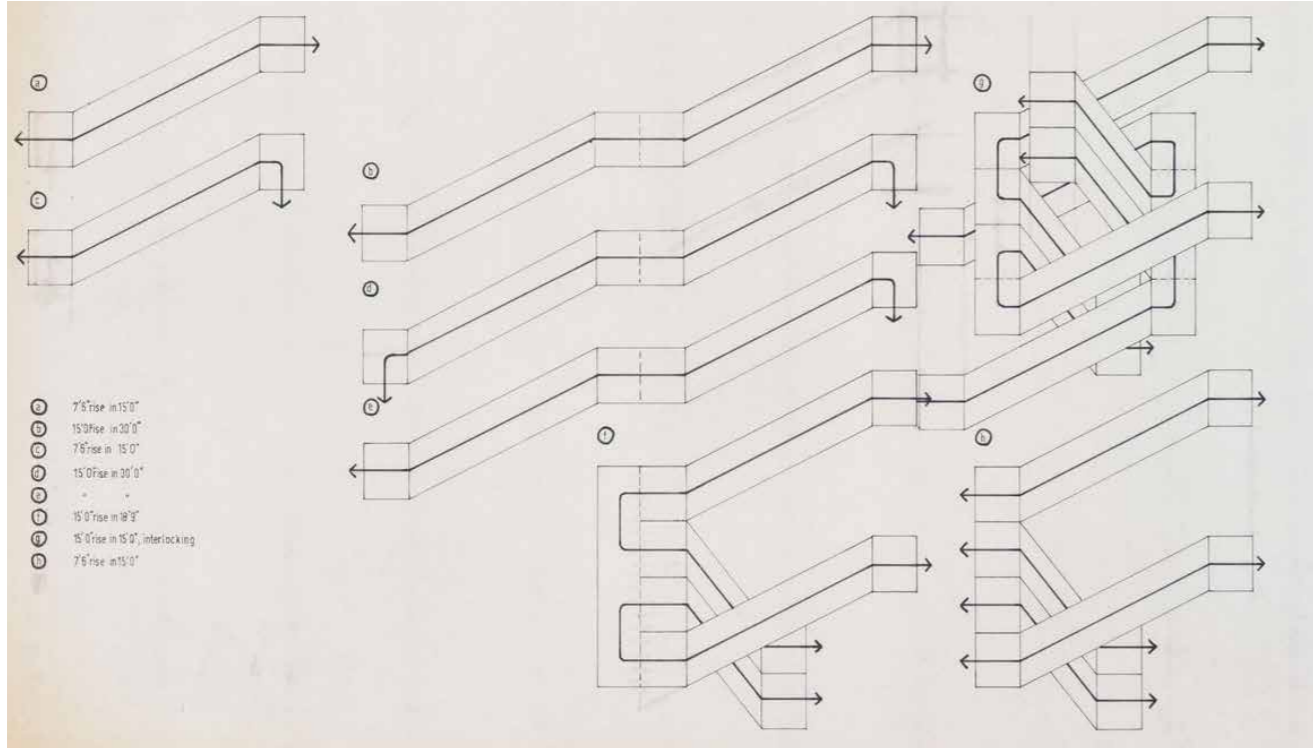 a
c
b
d
e
f
g
h
a 7'6" rise in 15'0"
b 15'0" rise in 30'0"
c 7'6" rise in 15'0"
d 15'0" rise in 30'0"
e " "
f 15'0" rise in 18'9"
g 15'0" rise in 15'0", interlocking
h 7'6" rise in 15'0"